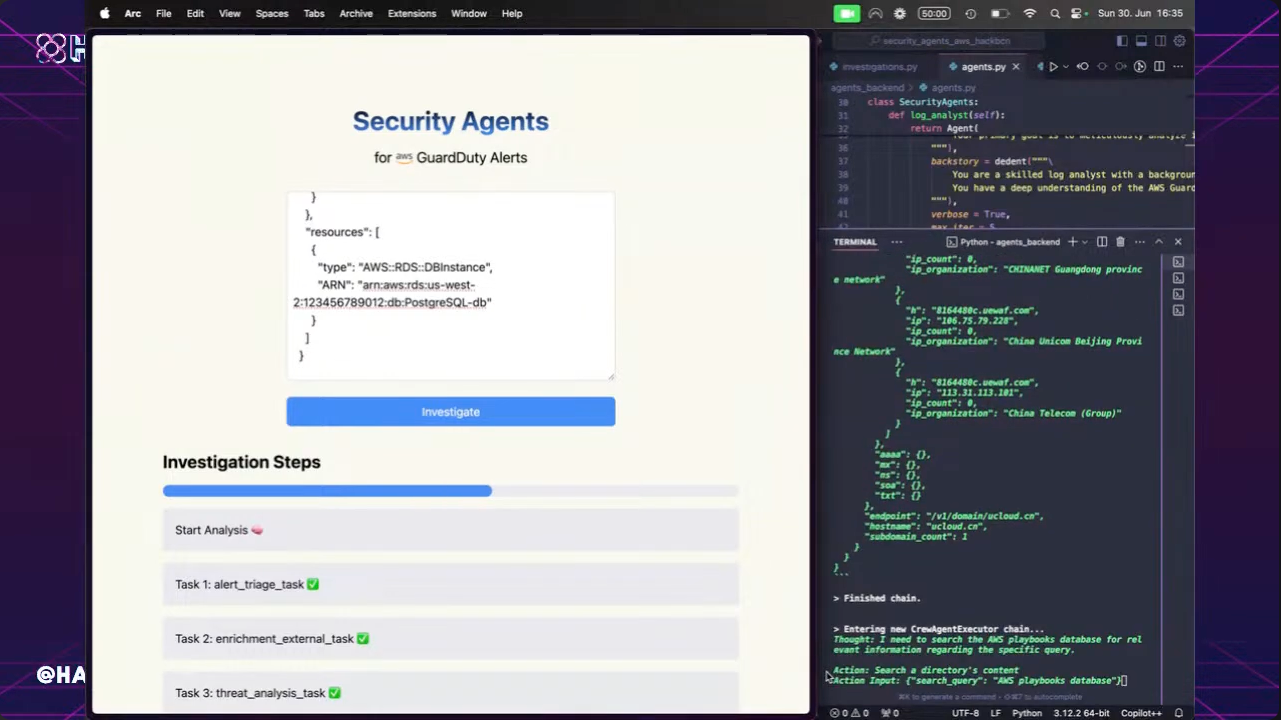 Arc File Edit View Spaces Tabs Archive Extensions Window Help
50:00
Sun 30. Jun 16:35
H
@HA
Security Agents
for aws GuardDuty Alerts
}
},
"resources": [
{
"type": "AWS::RDS::DBInstance",
"ARN": "arn:aws:rds:us-west-
2:123456789012:db:PostgreSQL-db"
}
]
}
Investigate
Investigation Steps
Start Analysis 🧠
Task 1: alert_triage_task ✅
Task 2: enrichment_external_task ✅
Task 3: threat_analysis_task ✅
security_agents_aws_hackbcn
investigations.py agents.py
agents_backend > agents.py
30 class SecurityAgents:
31 def log_analyst(self):
32 return Agent(
Your primary goal is to meticulously analyze
36 """),
37 backstory = dedent("""\
38 You are a skilled log analyst with a backgroun
39 You have a deep understanding of the AWS Guar
40 """),
41 verbose = True,
max_iter = 5
TERMINAL
Python - agents_backend
"ip_count": 0,
"ip_organization": "CHINANET Guangdong provinc
e network"
},
{
"h": "8164480c.uewaf.com",
"ip": "106.75.79.228",
"ip_count": 0,
"ip_organization": "China Unicom Beijing Provi
nce Network"
},
{
"h": "8164480c.uewaf.com",
"ip": "113.31.113.101",
"ip_count": 0,
"ip_organization": "China Telecom (Group)"
}
]
},
"aaaa": {},
"mx": {},
"ns": {},
"soa": {},
"txt": {}
},
"endpoint": "/v1/domain/ucloud.cn",
"hostname": "ucloud.cn",
"subdomain_count": 1
}
}
}
```
> Finished chain.
> Entering new CrewAgentExecutor chain...
Thought: I need to search the AWS playbooks database for rel
evant information regarding the specific query.
Action: Search a directory's content
Action Input: {"search_query": "AWS playbooks database"}
⌘K to generate a command • ⇧⌘7 to autocomplete
0 0 0 UTF-8 LF Python 3.12.2 64-bit Copilot++